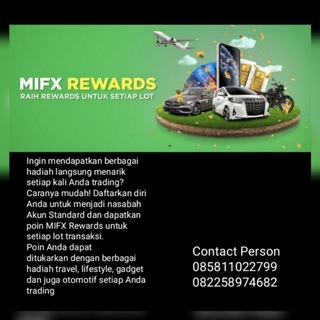 MIFX REWARDS
RAIH REWARDS UNTUK SETIAP LOT
Ingin mendapatkan berbagai
hadiah langsung menarik
setiap kali Anda trading?
Caranya mudah! Daftarkan diri
Anda untuk menjadi nasabah
Akun Standard dan dapatkan
poin MIFX Rewards untuk
setiap lot transaksi.
Poin Anda dapat
ditukarkan dengan berbagai
hadiah travel, lifestyle, gadget
dan juga otomotif setiap Anda
trading
Contact Person
085811022799
082258974682